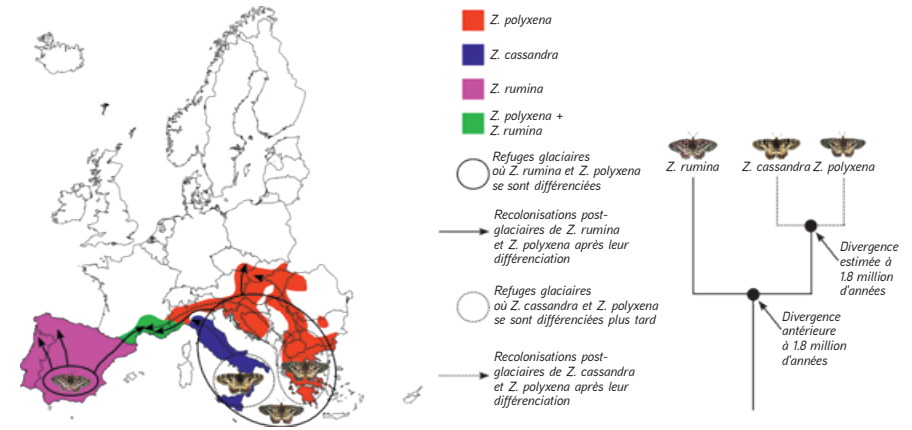 Z. polyxena
Z. cassandra
Z. rumina
Z. polyxena +
Z. rumina
Refuges glaciaires
où Z. rumina et Z. polyxena
se sont différenciées
Recolonisations post-
glaciaires de Z. rumina
et Z. polyxena après leur
différenciation
Refuges glaciaires
où Z. cassandra et Z. polyxena
se sont différenciées plus tard
Recolonisations post-
glaciaires de Z. cassandra
et Z. polyxena après leur
différenciation
Z. rumina Z. cassandra Z. polyxena
Divergence
estimée à
1.8 million
d'années
Divergence
antérieure
à 1.8 million
d'années